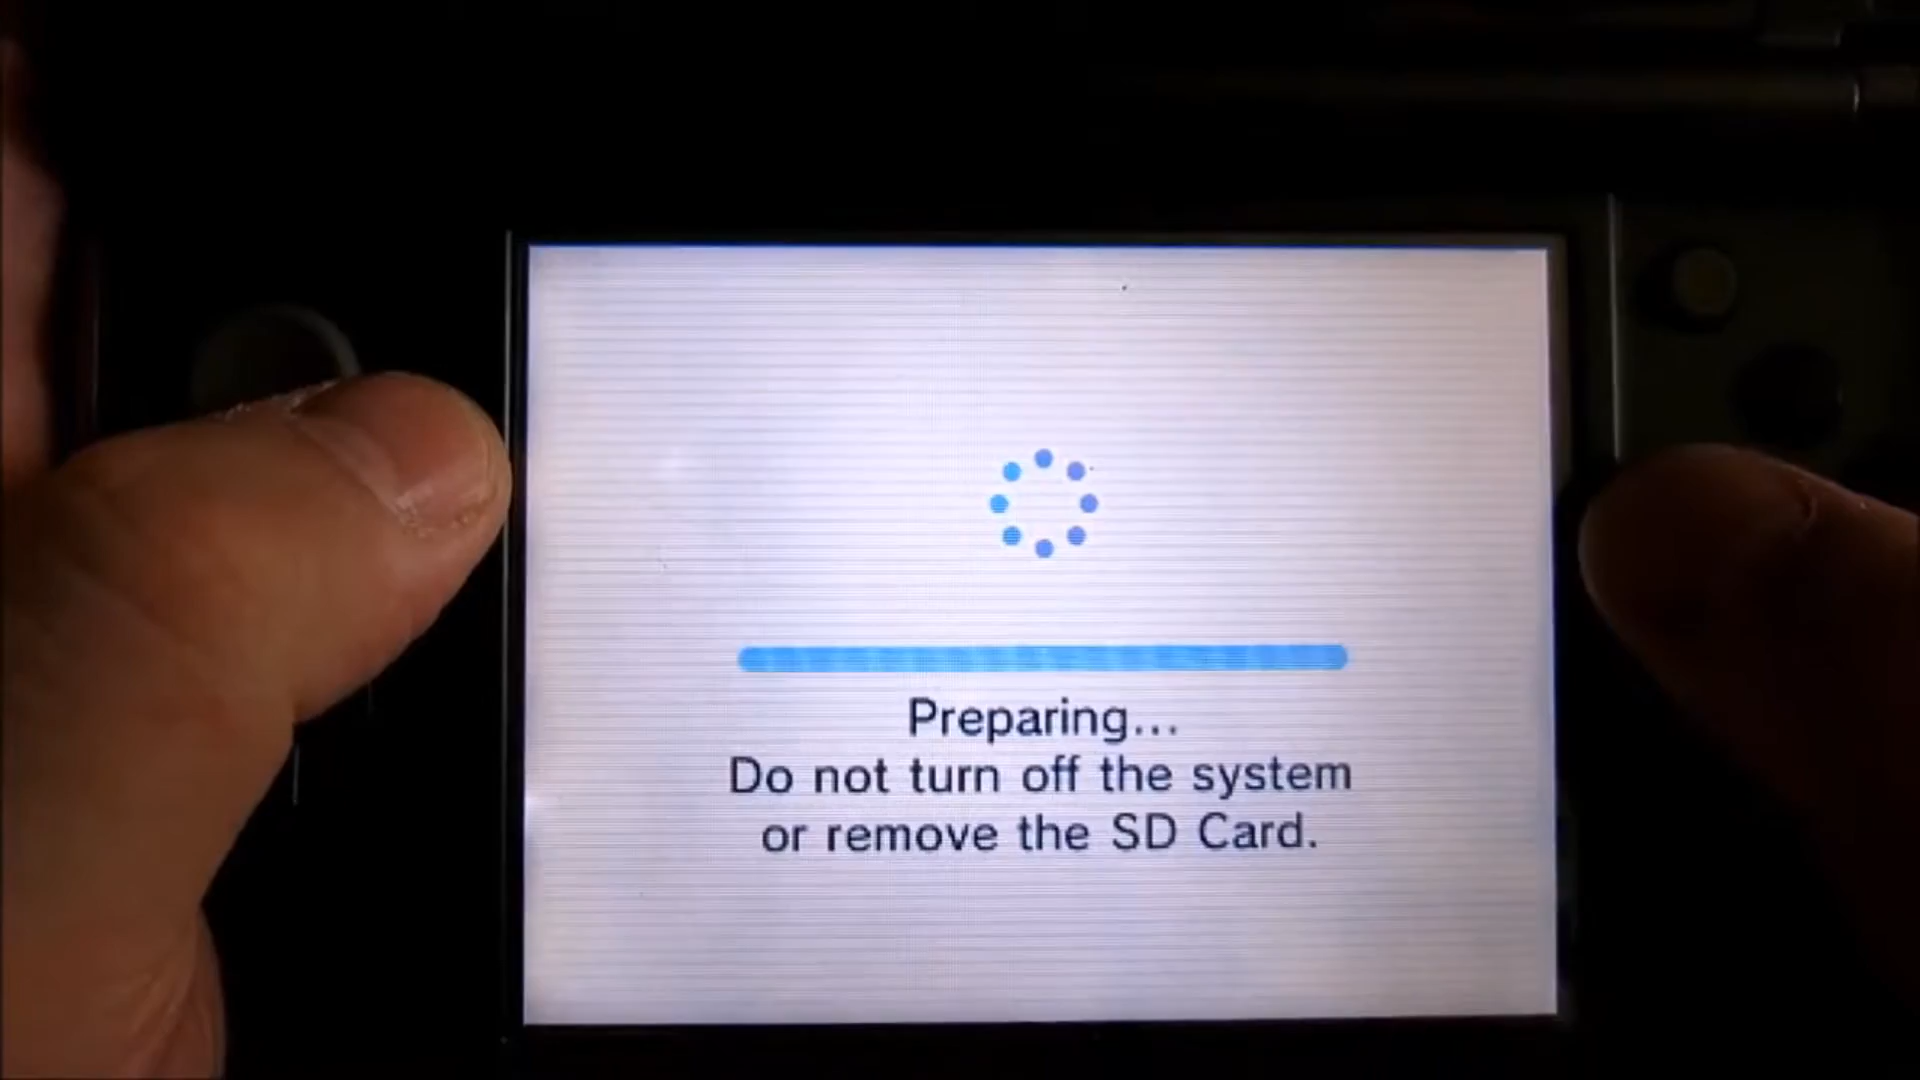 Preparing...
Do not turn off the system
or remove the SD Card.